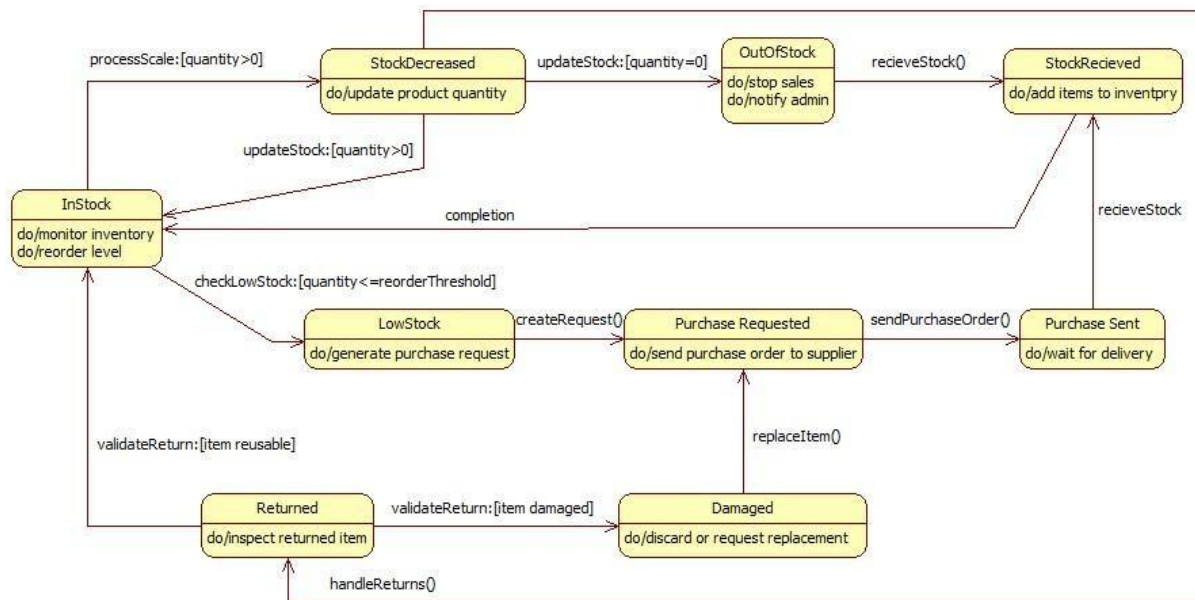 processScale:[quantity>0]
StockDecreased
do/update product quantity
updateStock:[quantity=0]
OutOfStock
do/stop sales
do/notify admin
recieveStock()
StockRecieved
do/add items to inventpry
updateStock:[quantity>0]
InStock
do/monitor inventory
do/reorder level
completion
recieveStock
checkLowStock:[quantity<=reorderThreshold]
LowStock
do/generate purchase request
createRequest()
Purchase Requested
do/send purchase order to supplier
sendPurchaseOrder()
Purchase Sent
do/wait for delivery
validateReturn:[item reusable]
replaceItem()
Returned
do/inspect returned item
validateReturn:[item damaged]
Damaged
do/discard or request replacement
handleReturns()